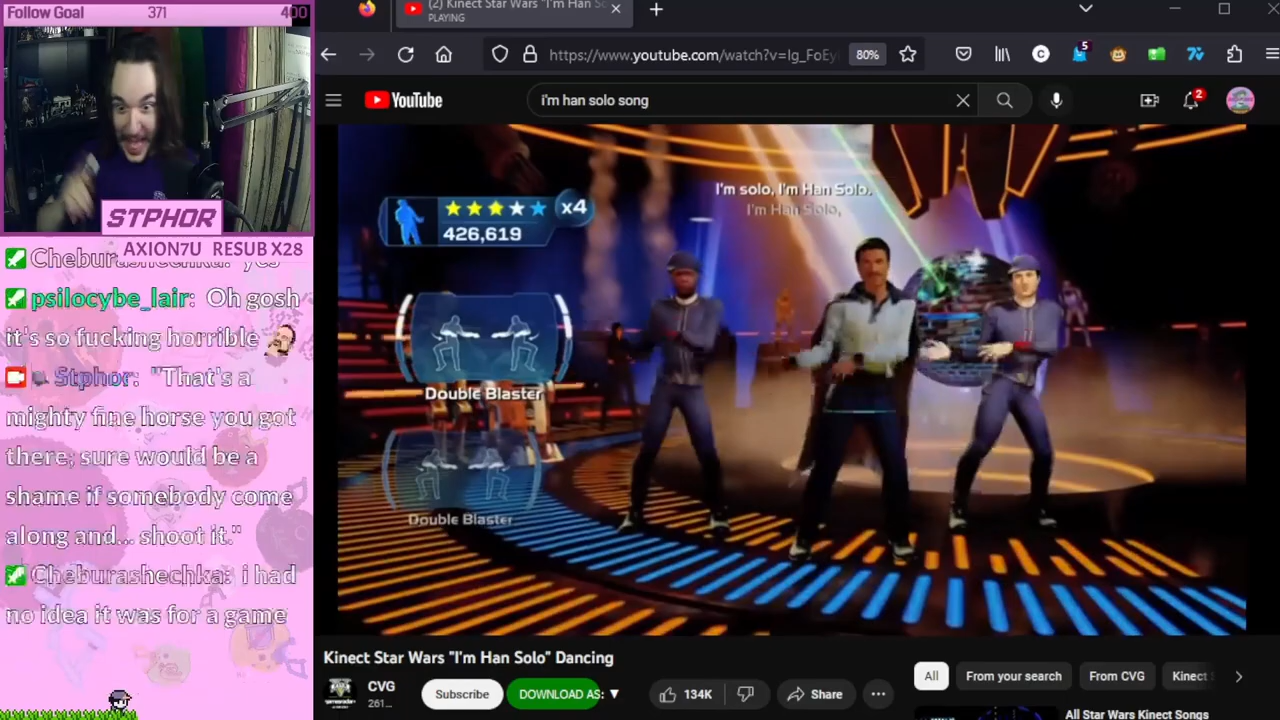 Follow Goal 371 400
STPHOR
AXION7U RESUB X28
Cheburashechka: yes
psilocybe_lair: Oh gosh
it's so fucking horrible
Stphor: "That's a
mighty fine horse you got
there; sure would be a
shame if somebody come
along and... shoot it."
Cheburashechka: i had
no idea it was for a game
(2) Kinect Star Wars "I'm Han So
PLAYING
https://www.youtube.com/watch?v=Ig_FoEy 80%
5
YouTube
i'm han solo song
2
I'm solo, I'm Han Solo.
I'm Han Solo,
x4
426,619
Double Blaster
Double Blaster
Kinect Star Wars "I'm Han Solo" Dancing
CVG
261...
Subscribe
DOWNLOAD AS: ▼
134K
Share
All
From your search
From CVG
Kinect
All Star Wars Kinect Songs